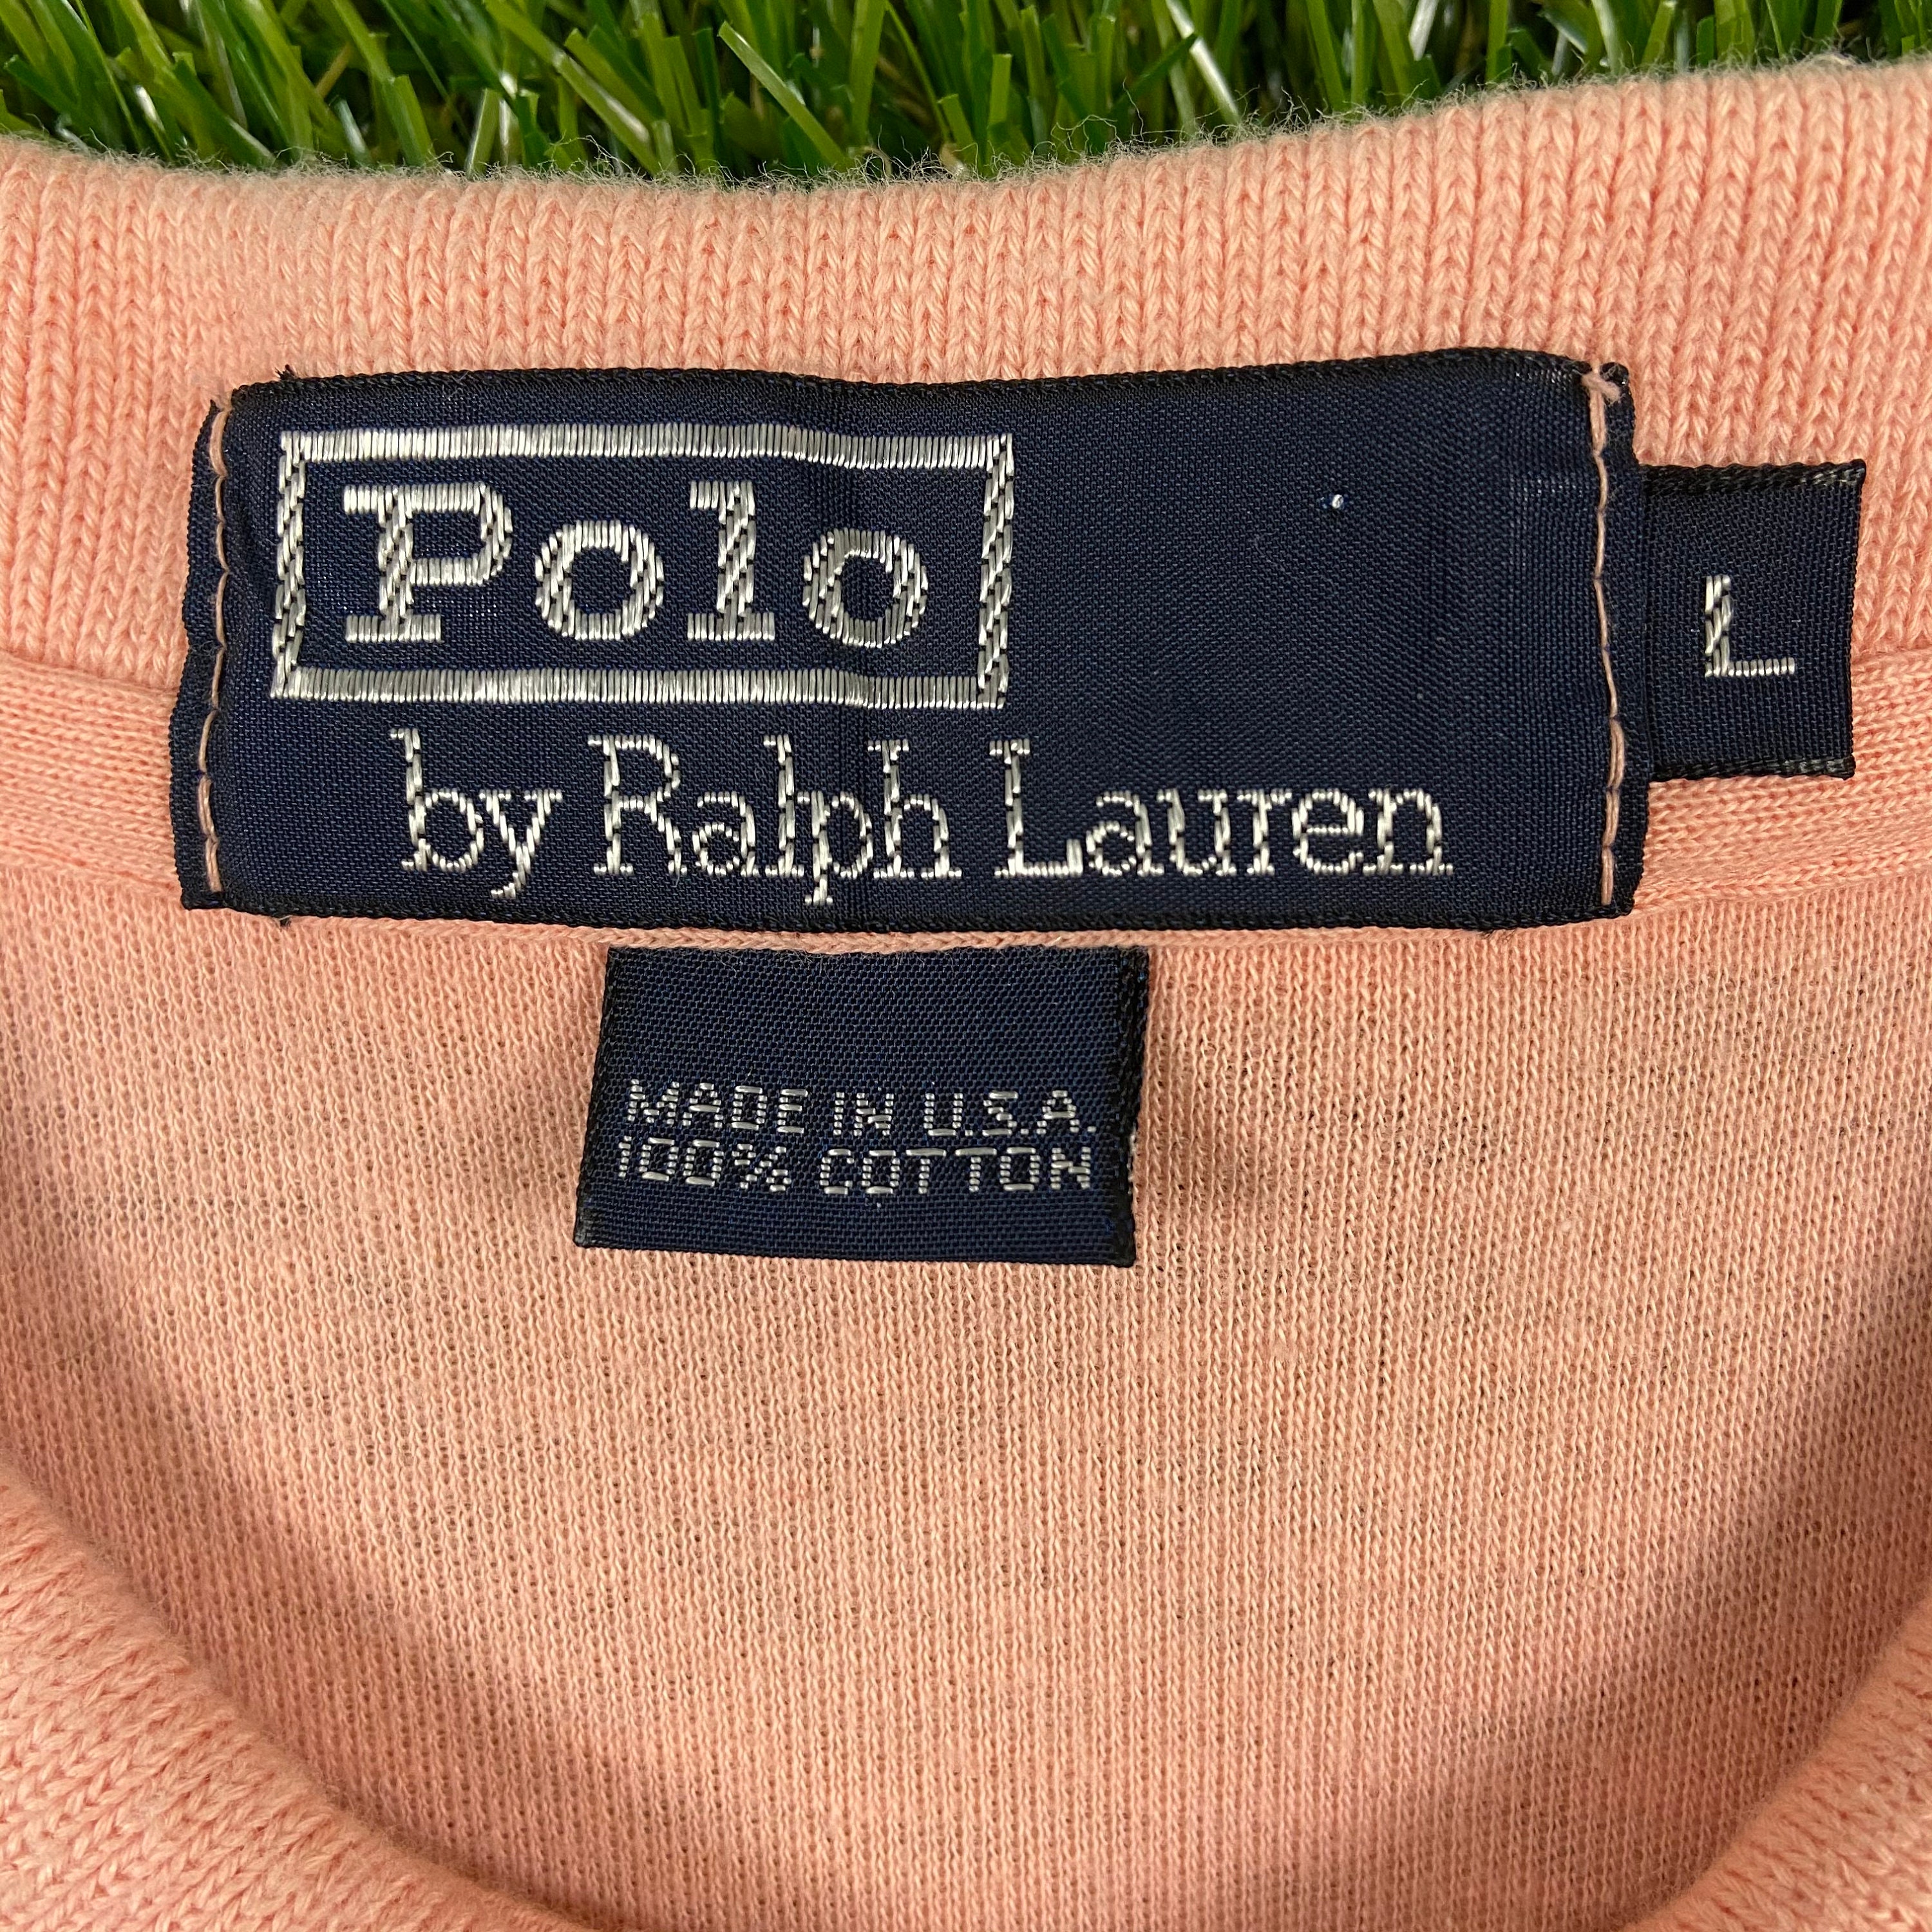 Polo
by Ralph Lauren
L
MADE IN U.S.A.
100% COTTON